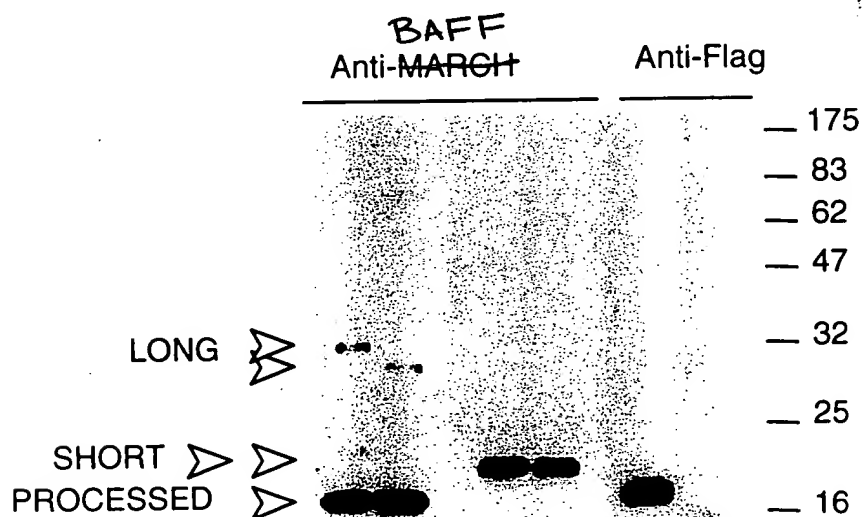 BAFF
Anti-MARCH
Anti-Flag
175
83
62
47
32
LONG
25
SHORT
PROCESSED
16